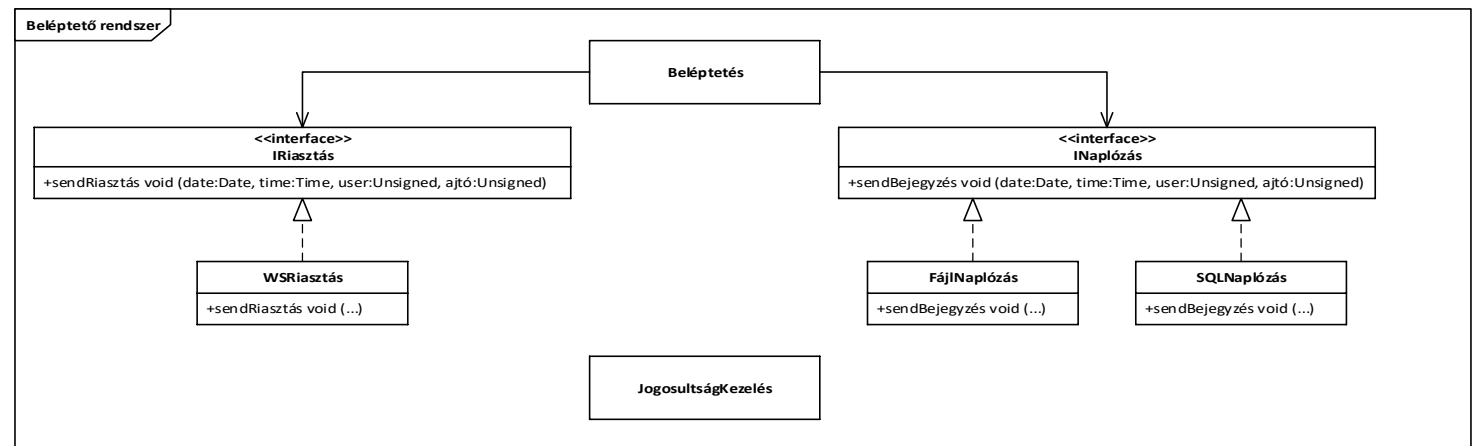 Beléptető rendszer
Beléptetés
<<interface>>
IRiasztás
+sendRiasztás void (date:Date, time:Time, user:Unsigned, ajtó:Unsigned)
<<interface>>
INaplózás
+sendBejegyzés void (date:Date, time:Time, user:Unsigned, ajtó:Unsigned)
WSRiasztás
+sendRiasztás void (...)
FájlNaplózás
+sendBejegyzés void (...)
SQLNaplózás
+sendBejegyzés void (...)
JogosultságKezelés